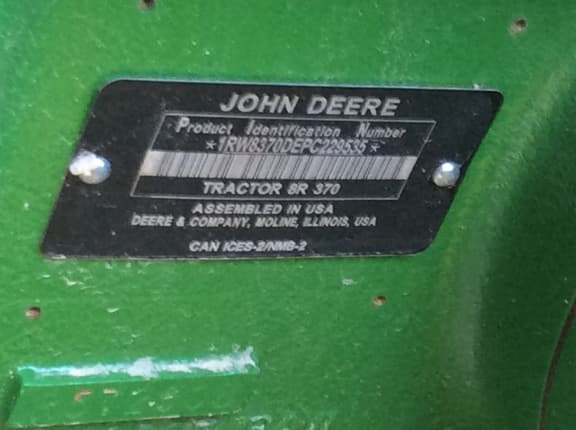 JOHN DEERE
Product Identification Number
*1RW8370DEPC229535*
TRACTOR 8R 370
ASSEMBLED IN USA
DEERE & COMPANY, MOLINE, ILLINOIS, USA
CAN ICES-2/NMB-2